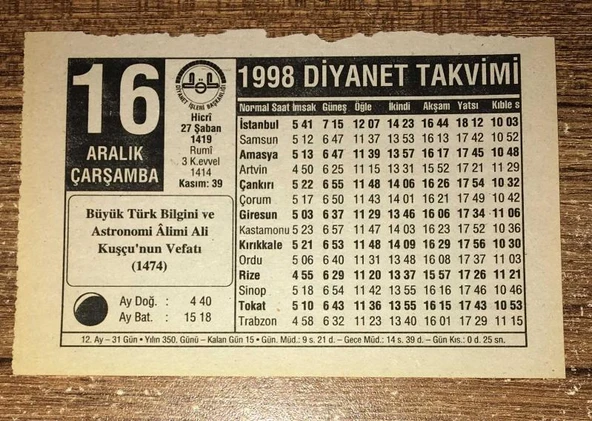 16
ARALIK
ÇARŞAMBA
DİYANET İŞLERİ BAŞKANLIĞI
Hicrî
27 Şaban
1419
Rumî
3 K.evvel
1414
Kasım: 39
Büyük Türk Bilgini ve
Astronomi Âlimi Ali
Kuşçu'nun Vefatı
(1474)
Ay Doğ. : 4 40
Ay Bat. : 15 18
1998 DİYANET TAKVİMİ
Normal Saat İmsak Güneş Öğle İkindi Akşam Yatsı Kıble s
İstanbul 5 41 7 15 12 07 14 23 16 44 18 12 10 03
Samsun 5 12 6 47 11 37 13 53 16 13 17 42 10 52
Amasya 5 13 6 47 11 39 13 57 16 17 17 45 10 48
Artvin 4 50 6 25 11 15 13 31 15 52 17 21 11 29
Çankırı 5 22 6 55 11 48 14 06 16 26 17 54 10 32
Çorum 5 17 6 50 11 43 14 01 16 21 17 49 10 42
Giresun 5 03 6 37 11 29 13 46 16 06 17 34 11 06
Kastamonu 5 23 6 57 11 47 14 03 16 23 17 52 10 36
Kırıkkale 5 21 6 53 11 48 14 09 16 29 17 56 10 30
Ordu 5 06 6 40 11 31 13 48 16 08 17 37 11 03
Rize 4 55 6 29 11 20 13 37 15 57 17 26 11 21
Sinop 5 18 6 54 11 42 13 55 16 16 17 46 10 46
Tokat 5 10 6 43 11 36 13 55 16 15 17 43 10 53
Trabzon 4 58 6 32 11 23 13 40 16 01 17 29 11 15
12. Ay – 31 Gün • Yılın 350. Günü – Kalan Gün 15 • Gün. Müd.: 9 s. 21 d. – Gece Müd.: 14 s. 39 d. – Gün Kıs.: 0 d. 25 sn.